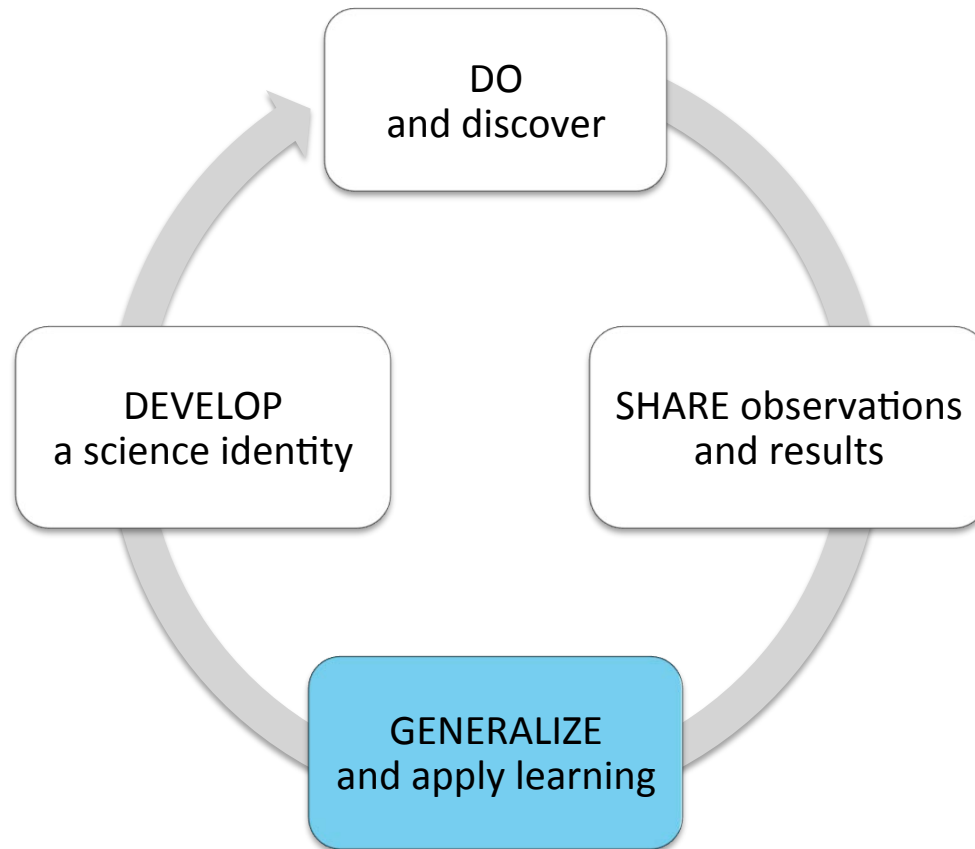 DO
and discover
SHARE observations
and results
GENERALIZE
and apply learning
DEVELOP
a science identity